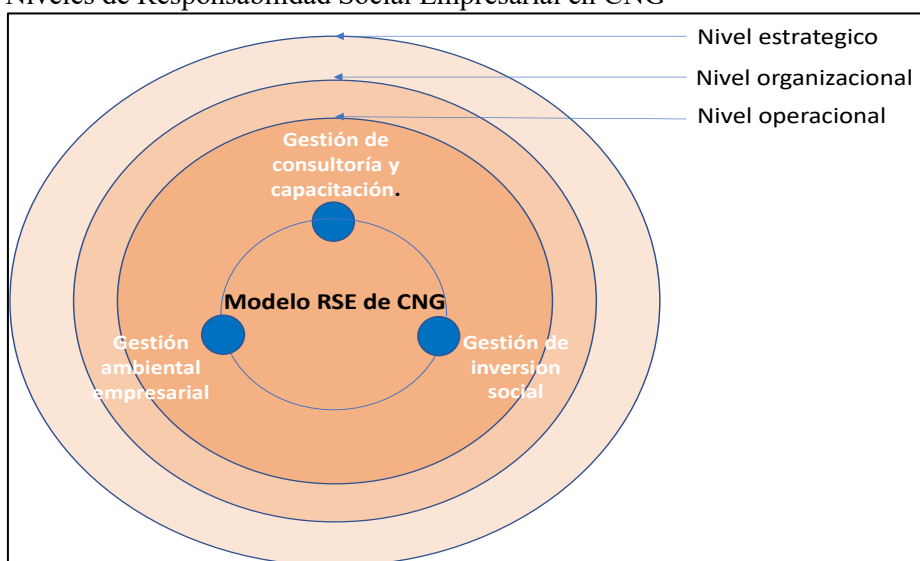 Niveles de Responsabilidad Social Empresarial en CNG
Nivel estrategico
Nivel organizacional
Nivel operacional
Gestión de
consultoría y
capacitación.
Modelo RSE de CNG
Gestión
ambiental
empresarial
Gestión de
inversión
social